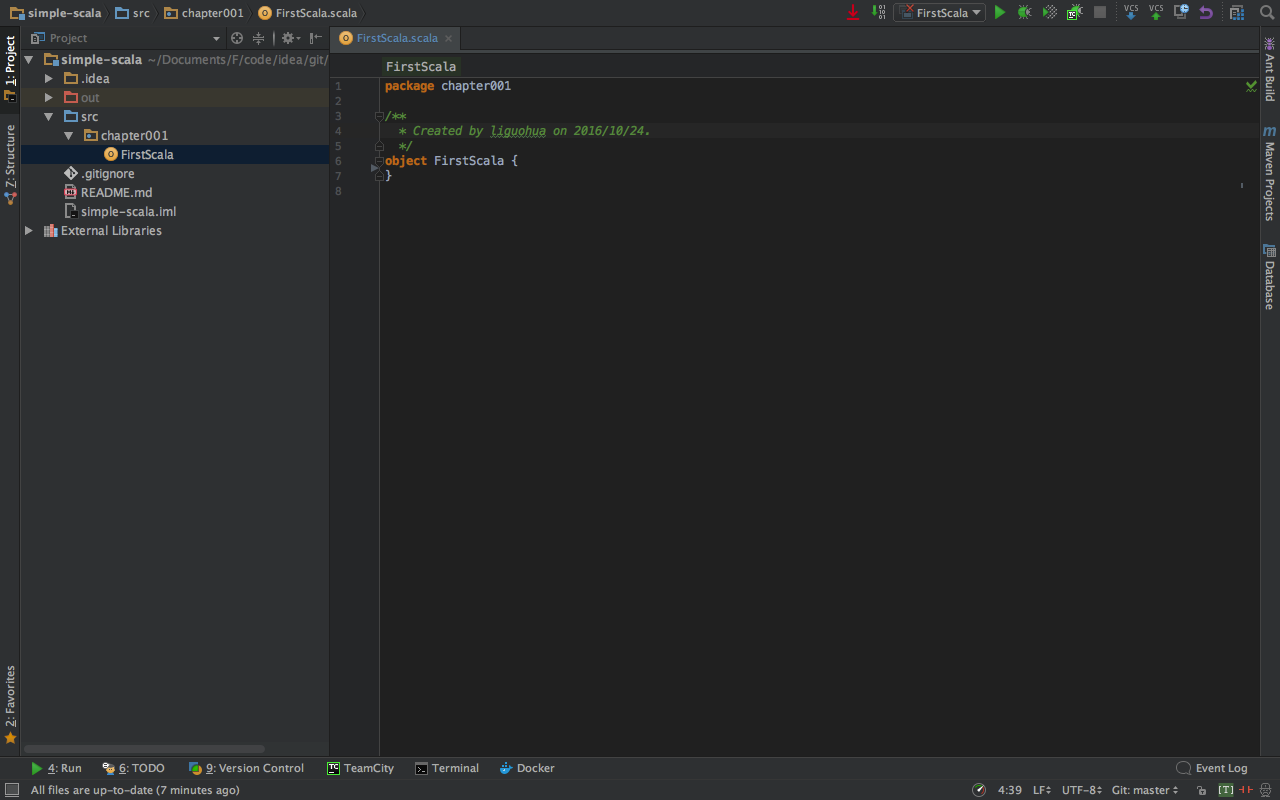 simple-scala src chapter001 FirstScala.scala FirstScala VCS VCS
Project FirstScala.scala
1: Project
7: Structure
2: Favorites
simple-scala ~/Documents/F/code/idea/git/
.idea
out
src
chapter001
FirstScala
.gitignore
README.md
simple-scala.iml
External Libraries
FirstScala
1 package chapter001
2
3 /**
4 * Created by liguohua on 2016/10/24.
5 */
6 object FirstScala {
7 }
8
Ant Build
Maven Projects
Database
4: Run 6: TODO 9: Version Control TeamCity Terminal Docker Event Log
All files are up-to-date (7 minutes ago) 4:39 LF UTF-8 Git: master [T]